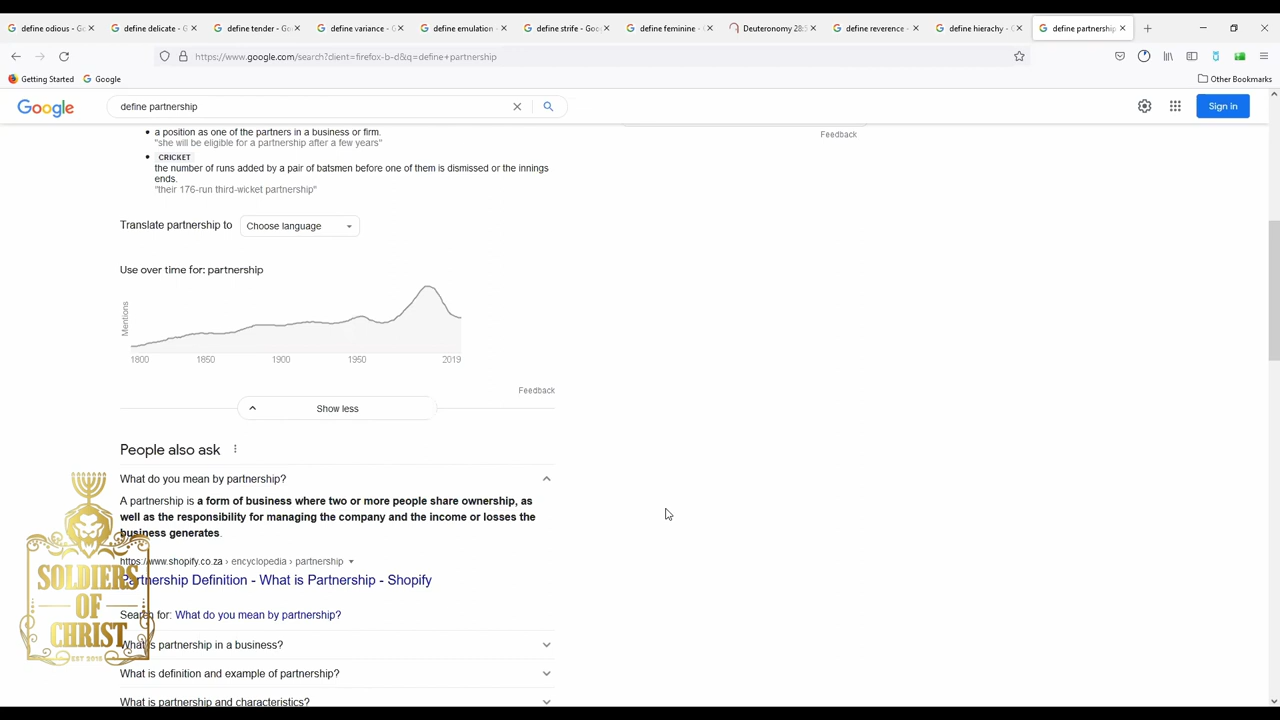 define odious - Go
define delicate - G
define tender - Go
define variance - G
define emulation
define strife - Goo
define feminine - 
Deuteronomy 28:5
define reverence -
define hierachy - G
define partnership
https://www.google.com/search?client=firefox-b-d&q=define+partnership
Getting Started
Google
Other Bookmarks
Google
define partnership
Sign in
a position as one of the partners in a business or firm.
"she will be eligible for a partnership after a few years"
Feedback
CRICKET
the number of runs added by a pair of batsmen before one of them is dismissed or the innings
ends.
"their 176-run third-wicket partnership"
Translate partnership to
Choose language
Use over time for: partnership
Mentions
1800
1850
1900
1950
2019
Feedback
Show less
People also ask
What do you mean by partnership?
A partnership is a form of business where two or more people share ownership, as
well as the responsibility for managing the company and the income or losses the
business generates.
https://www.shopify.co.za › encyclopedia › partnership
Partnership Definition - What is Partnership - Shopify
Search for: What do you mean by partnership?
What is partnership in a business?
What is definition and example of partnership?
What is partnership and characteristics?
SOLDIERS
OF
CHRIST
EST 2015